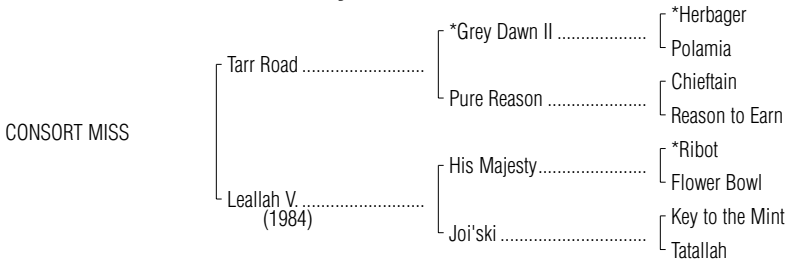 *Herbager
*Grey Dawn II ....................
Polamia
Tarr Road ...........................
Chieftain
Pure Reason .......................
Reason to Earn
CONSORT MISS
*Ribot
His Majesty........................
Flower Bowl
Leallah V. ...........................
(1984)
Key to the Mint
Joi'ski .................................
Tatallah